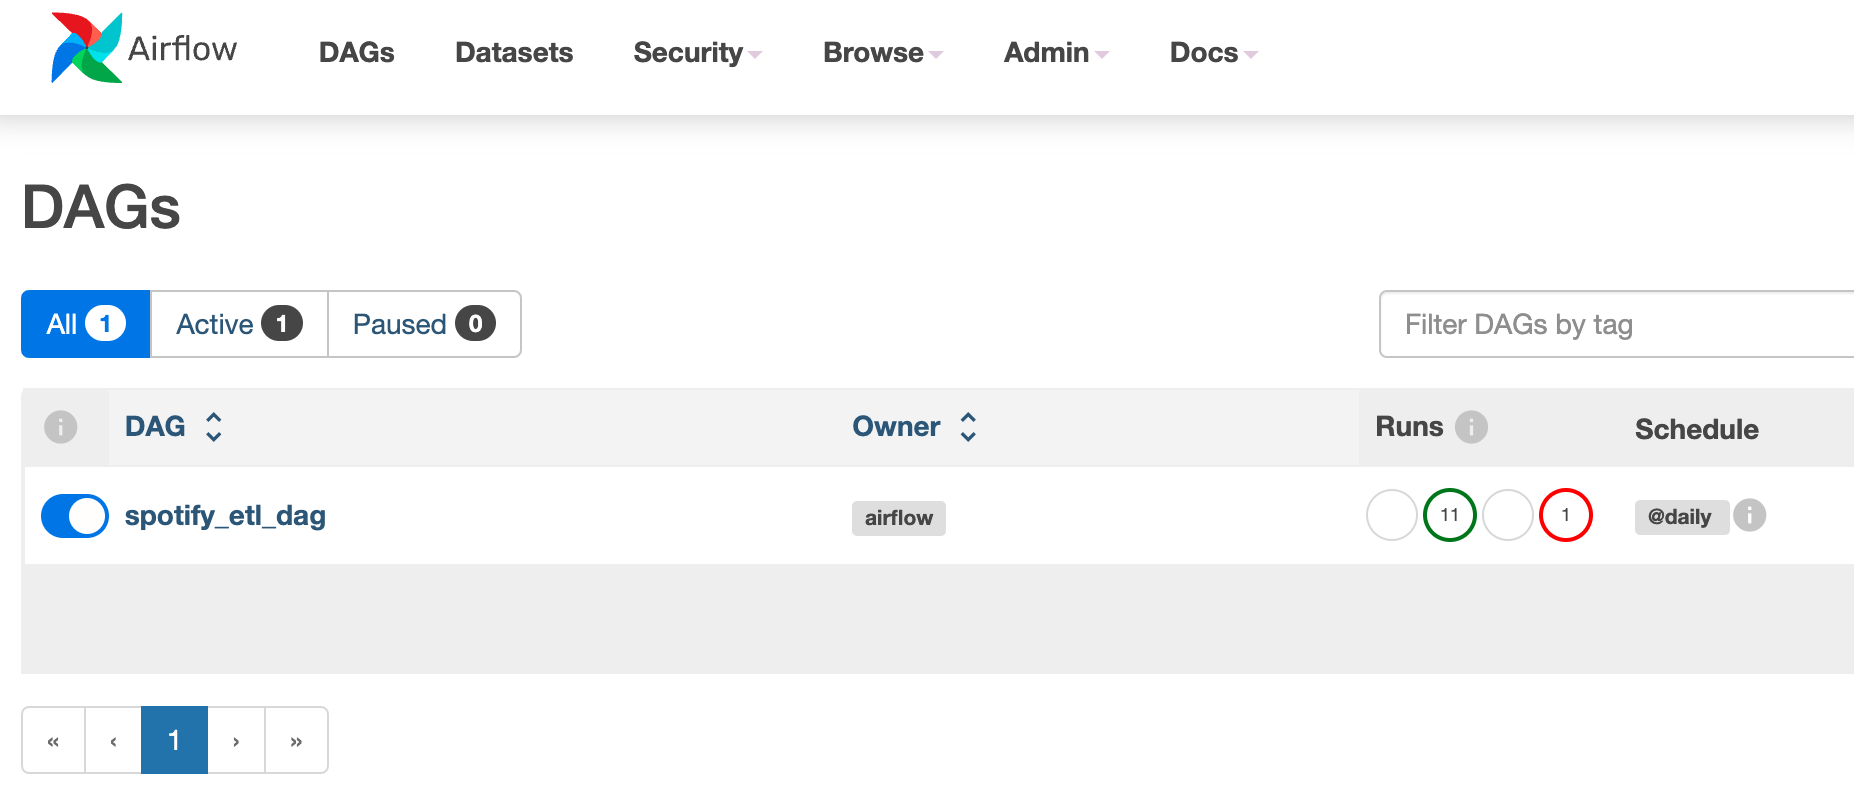 Airflow DAGs Datasets Security Browse Admin Docs
DAGs
All 1 Active 1 Paused 0 Filter DAGs by tag
i DAG Owner Runs i Schedule
spotify_etl_dag airflow 11 1 @daily i
« ‹ 1 › »